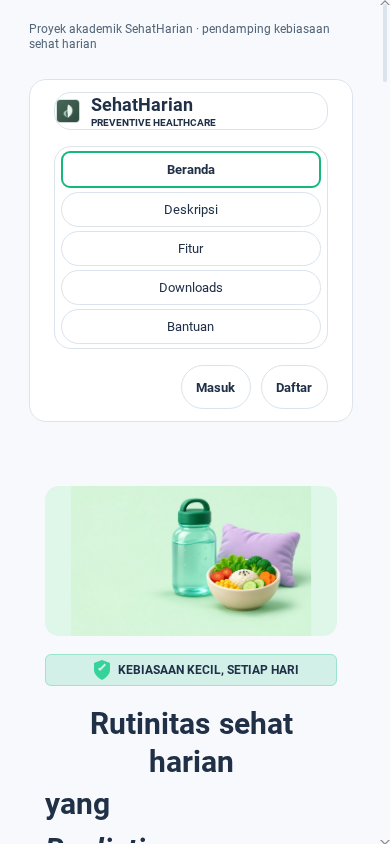 Proyek akademik SehatHarian · pendamping kebiasaan
sehat harian
SehatHarian
PREVENTIVE HEALTHCARE
Beranda
Deskripsi
Fitur
Downloads
Bantuan
Masuk
Daftar
KEBIASAAN KECIL, SETIAP HARI
Rutinitas sehat
harian
yang